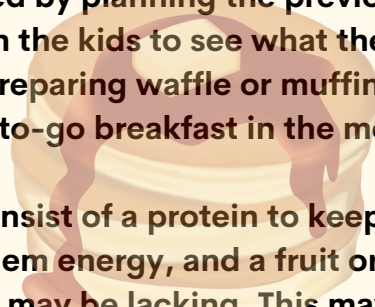 ed by planning the previo
n the kids to see what the
reparing waffle or muffin
to-go breakfast in the m
nsist of a protein to keep
em energy, and a fruit or
may be lacking. This ma